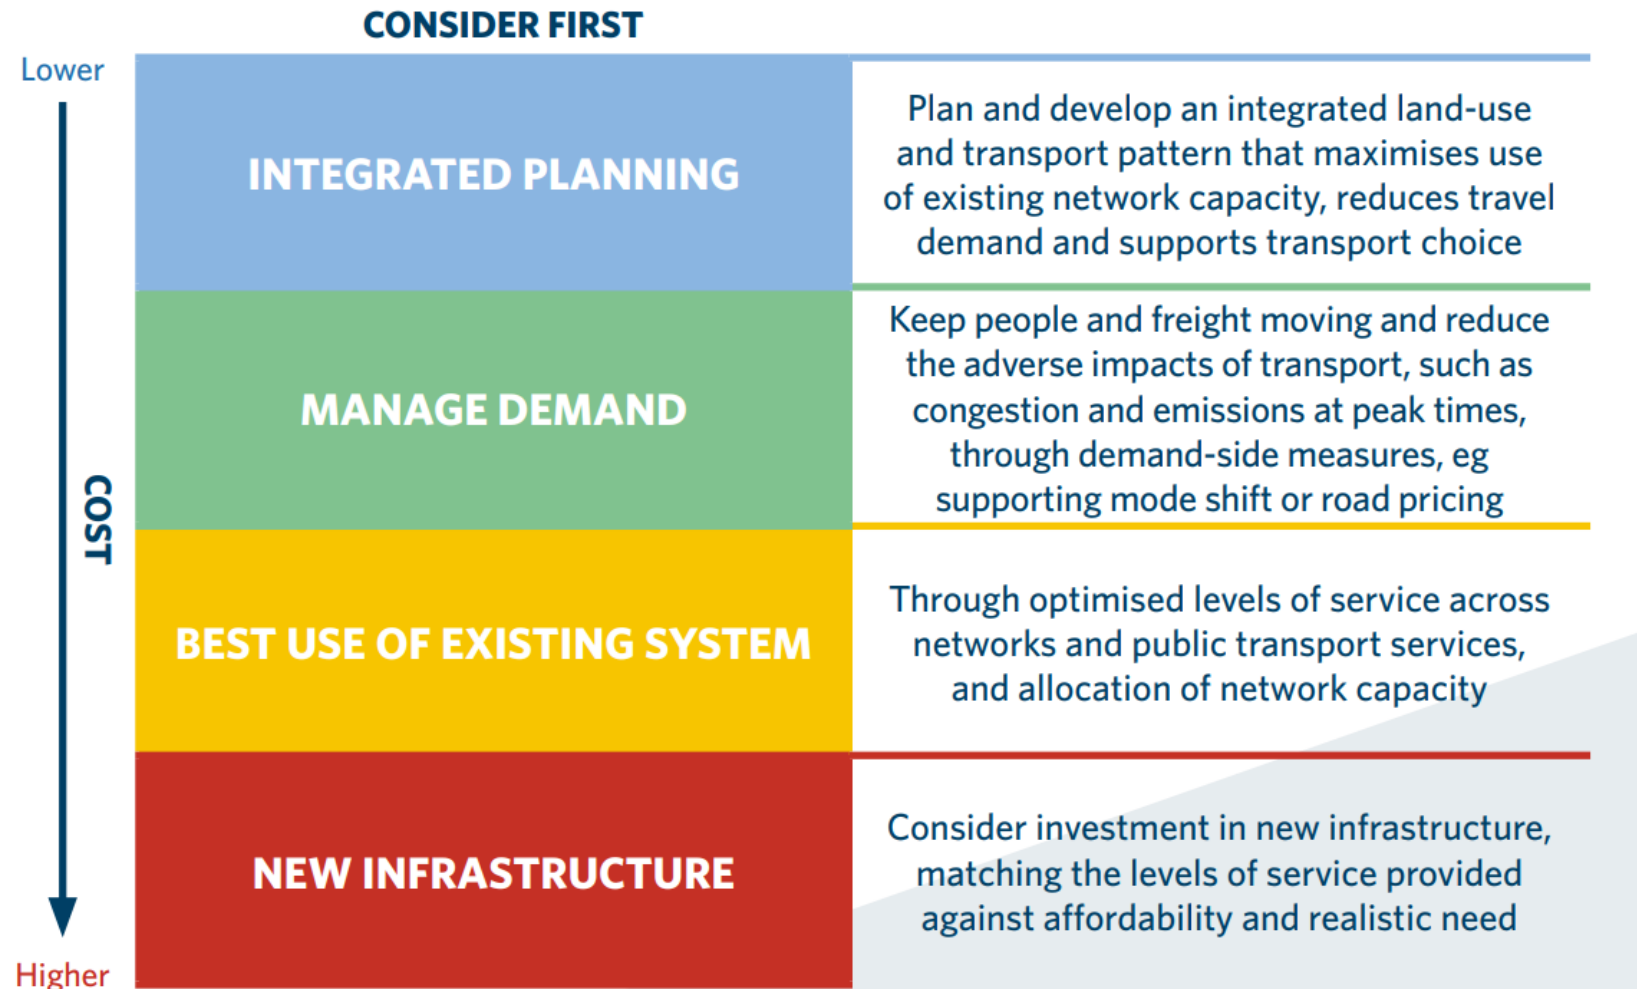 CONSIDER FIRST
Lower
INTEGRATED PLANNING
Plan and develop an integrated land-use
and transport pattern that maximises use
of existing network capacity, reduces travel
demand and supports transport choice
MANAGE DEMAND
Keep people and freight moving and reduce
the adverse impacts of transport, such as
congestion and emissions at peak times,
through demand-side measures, eg
supporting mode shift or road pricing
COST
BEST USE OF EXISTING SYSTEM
Through optimised levels of service across
networks and public transport services,
and allocation of network capacity
NEW INFRASTRUCTURE
Consider investment in new infrastructure,
matching the levels of service provided
against affordability and realistic need
Higher